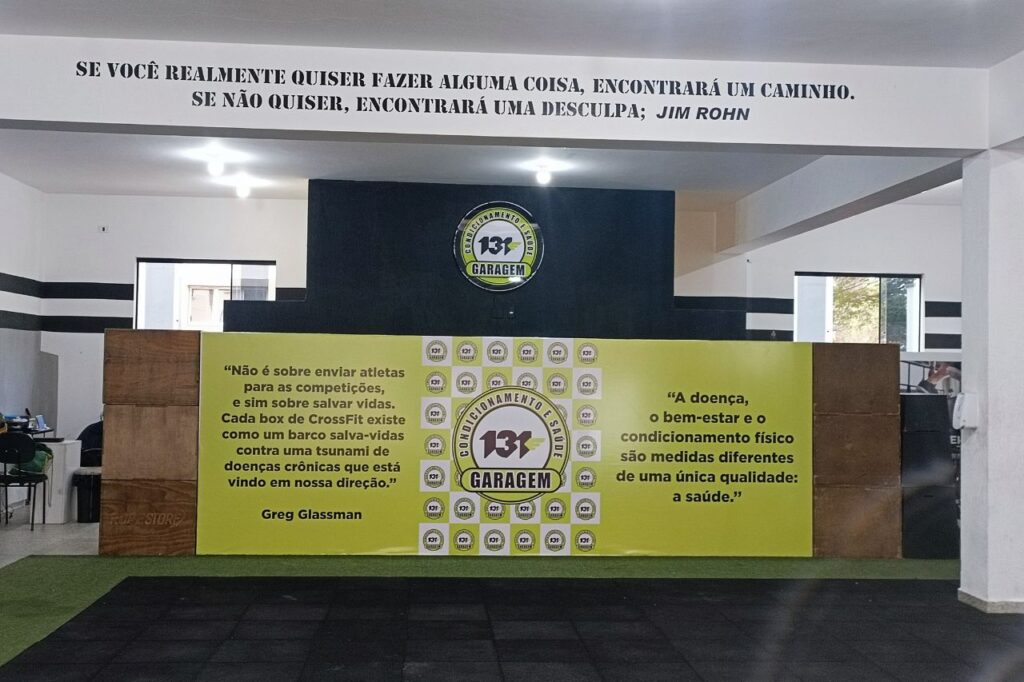 SE VOCÊ REALMENTE QUISER FAZER ALGUMA COISA, ENCONTRARÁ UM CAMINHO.
SE NÃO QUISER, ENCONTRARÁ UMA DESCULPA; JIM ROHN
CONDICIONAMENTO E SAÚDE
131
GARAGEM
“Não é sobre enviar atletas
para as competições,
e sim sobre salvar vidas.
Cada box de CrossFit existe
como um barco salva-vidas
contra uma tsunami de
doenças crônicas que está
vindo em nossa direção.”
Greg Glassman
CONDICIONAMENTO E SAÚDE
131
GARAGEM
“A doença,
o bem-estar e o
condicionamento físico
são medidas diferentes
de uma única qualidade:
a saúde.”